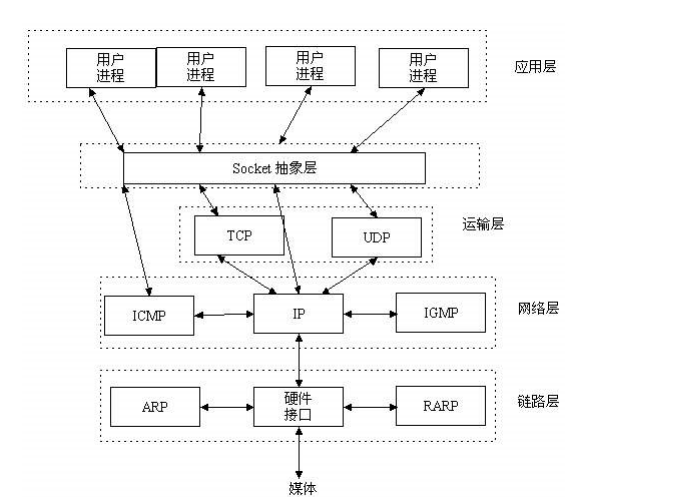 用户 用户 用户 用户
进程 进程 进程 进程
应用层
Socket 抽象层
TCP
UDP
运输层
ICMP
IP
IGMP
网络层
ARP
硬件
接口
RARP
链路层
媒体